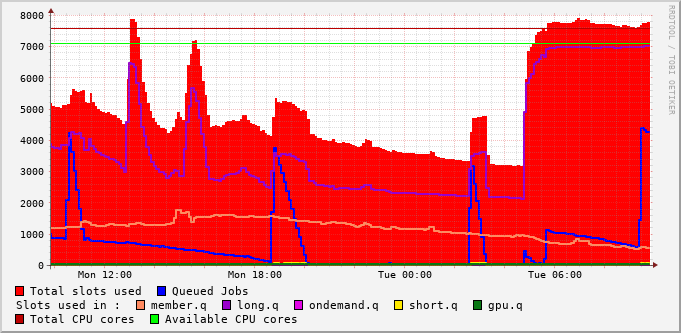 8000
7000
6000
5000
4000
3000
2000
1000
0
Mon 12:00 Mon 18:00 Tue 00:00 Tue 06:00
RRDTOOL / TOBI OETIKER
Total slots used Queued Jobs
Slots used in : member.q long.q ondemand.q short.q gpu.q
Total CPU cores Available CPU cores